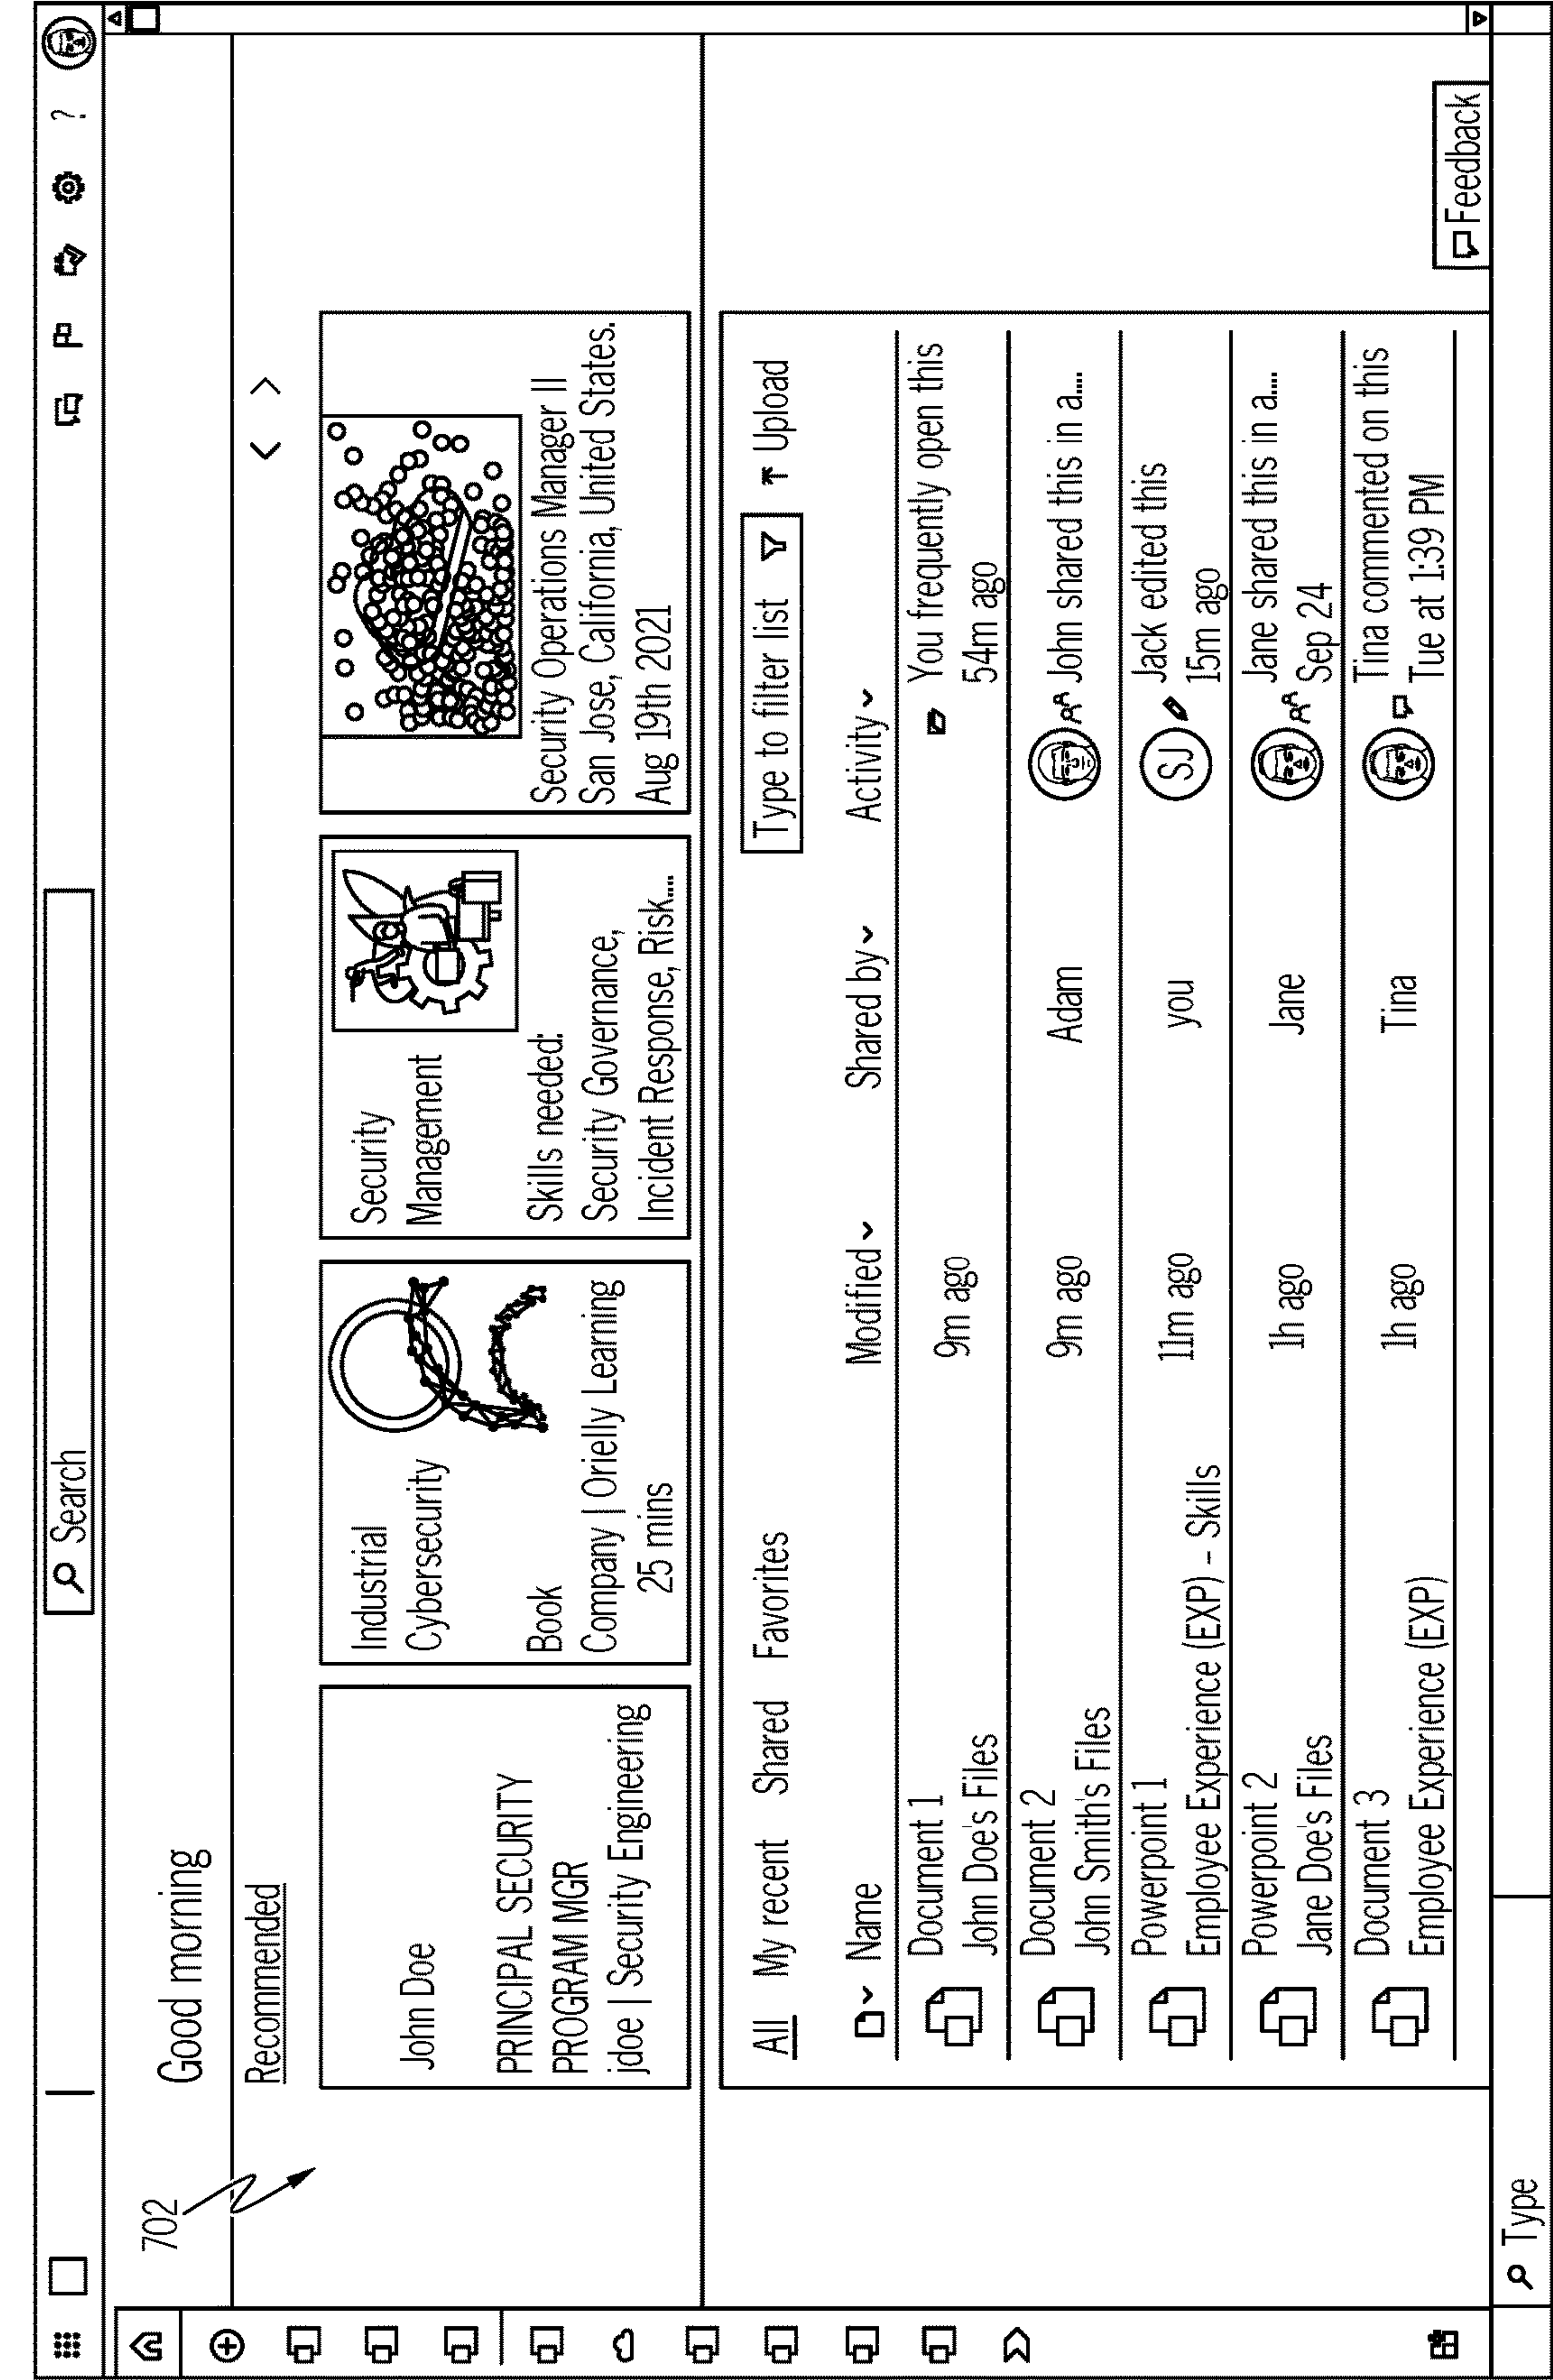 Search
?
702
Good morning
Recommended
< >
John Doe
PRINCIPAL SECURITY
PROGRAM MGR
jdoe | Security Engineering
Industrial
Cybersecurity
Book
Company | Orielly Learning
25 mins
Security
Management
Skills needed:
Security Governance,
Incident Response, Risk...
Security Operations Manager II
San Jose, California, United States.
Aug 19th 2021
All My recent Shared Favorites Type to filter list Upload
Name Modified Shared by Activity
Document 1 9m ago You frequently open this
John Doe's Files 54m ago
Document 2 9m ago Adam John shared this in a....
John Smith's Files
Powerpoint 1 11m ago you SJ Jack edited this
Employee Experience (EXP) – Skills 15m ago
Powerpoint 2 1h ago Jane Jane shared this in a....
Jane Doe's Files Sep 24
Document 3 1h ago Tina Tina commented on this
Employee Experience (EXP) Tue at 1:39 PM
Feedback
Type